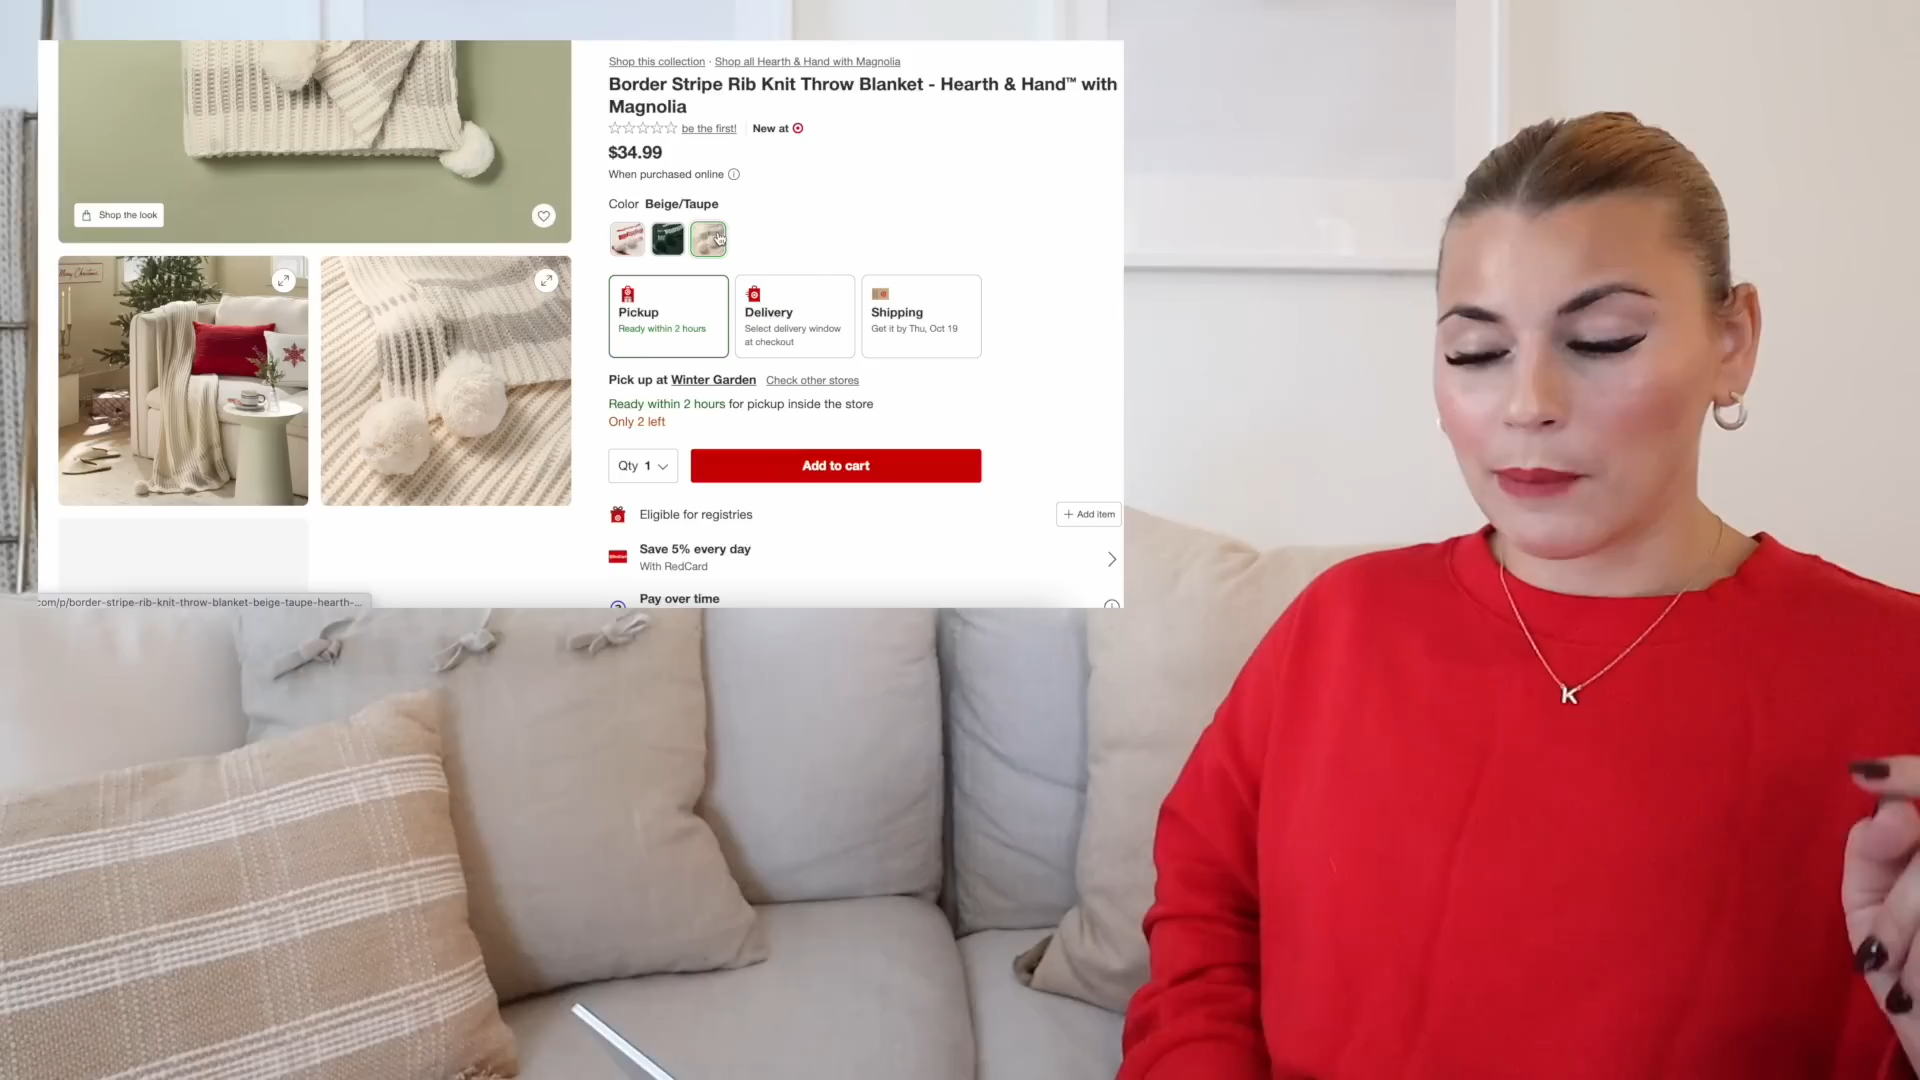 Shop this collection · Shop all Hearth & Hand with Magnolia
Border Stripe Rib Knit Throw Blanket - Hearth & Hand™ with
Magnolia
be the first! New at
$34.99
When purchased online
Color Beige/Taupe
Shop the look
Merry Christmas
Pickup
Ready within 2 hours
Delivery
Select delivery window
at checkout
Shipping
Get it by Thu, Oct 19
Pick up at Winter Garden Check other stores
Ready within 2 hours for pickup inside the store
Only 2 left
Qty 1
Add to cart
Eligible for registries
+ Add item
Save 5% every day
With RedCard
Pay over time
com/p/border-stripe-rib-knit-throw-blanket-beige-taupe-hearth-...
K